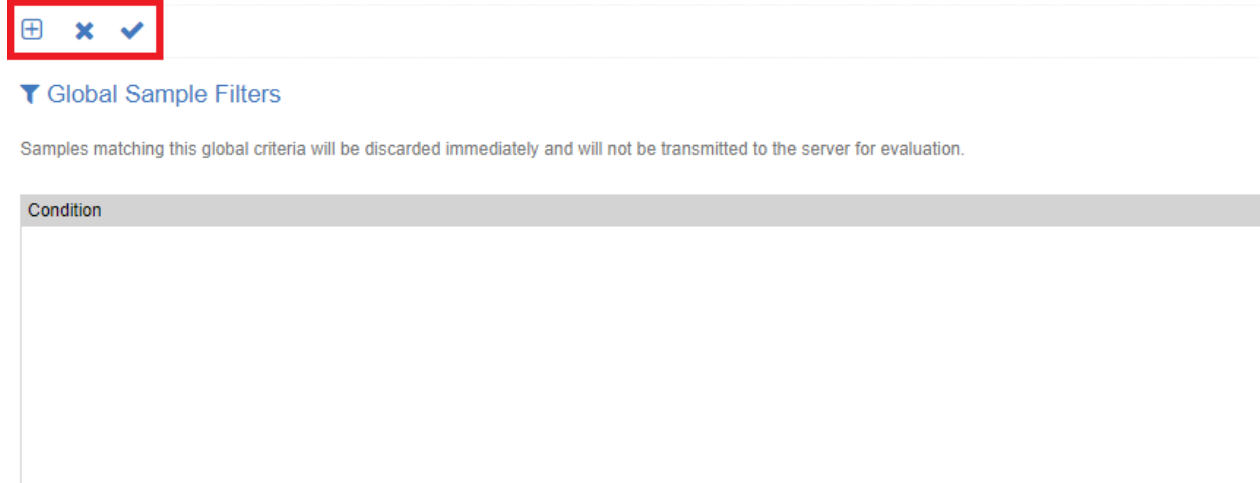 Global Sample Filters
Samples matching this global criteria will be discarded immediately and will not be transmitted to the server for evaluation.
Condition